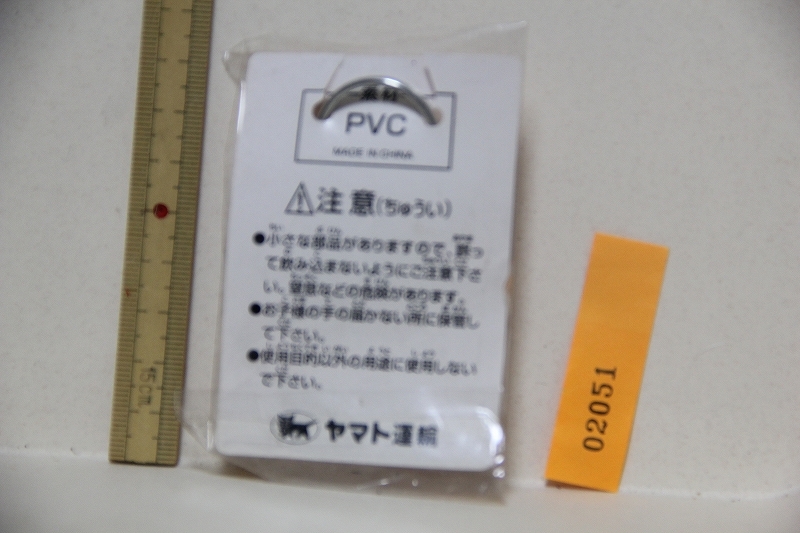 素材
PVC
MADE IN CHINA
注意(ちゅうい)
●小さな部品がありますので、誤っ
て飲み込まないようにご注意下さ
い。窒息などの危険があります。
●お子様の手の届かない所に保管し
て下さい。
●使用目的以外の用途に使用しない
で下さい。
ヤマト運輸
02051